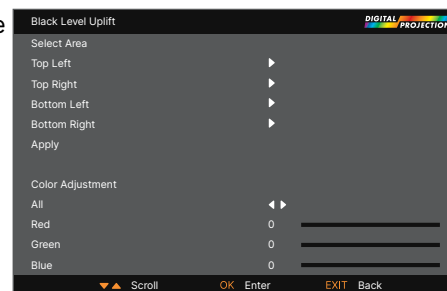 e
Black Level Uplift
DIGITAL PROJECTION
Select Area
Top Left
Top Right
Bottom Left
Bottom Right
Apply
Color Adjustment
All
Red 0
Green 0
Blue 0
Scroll OK Enter EXIT Back